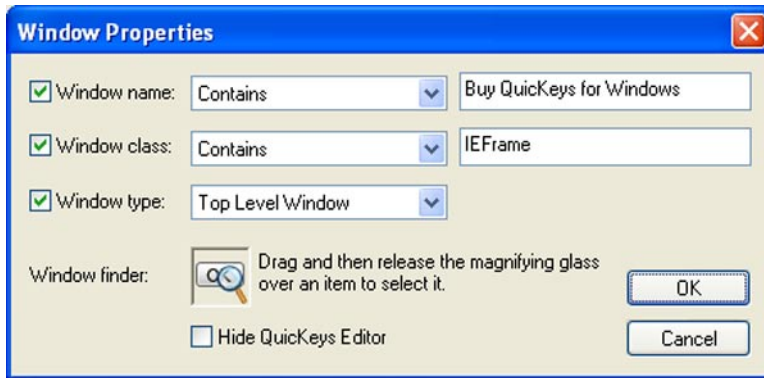 Window Properties
Window name: Contains Buy QuicKeys for Windows
Window class: Contains IEFrame
Window type: Top Level Window
Window finder: Drag and then release the magnifying glass
over an item to select it.
OK
Hide QuicKeys Editor Cancel